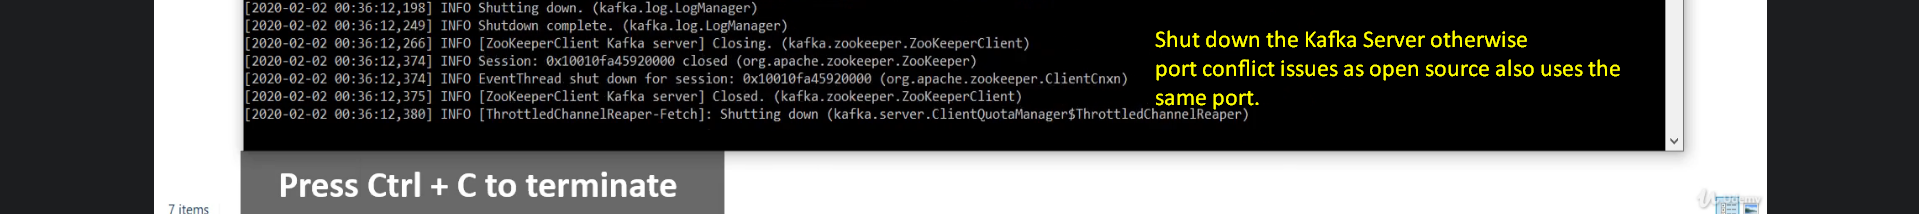 [2020-02-02 00:36:12,198] INFO Shutting down. (kafka.log.LogManager)
[2020-02-02 00:36:12,249] INFO Shutdown complete. (kafka.log.LogManager)
[2020-02-02 00:36:12,266] INFO [ZooKeeperClient Kafka server] Closing. (kafka.zookeeper.ZooKeeperClient)
[2020-02-02 00:36:12,374] INFO Session: 0x10010fa45920000 closed (org.apache.zookeeper.ZooKeeper)
[2020-02-02 00:36:12,374] INFO EventThread shut down for session: 0x10010fa45920000 (org.apache.zookeeper.ClientCnxn)
[2020-02-02 00:36:12,375] INFO [ZooKeeperClient Kafka server] Closed. (kafka.zookeeper.ZooKeeperClient)
[2020-02-02 00:36:12,380] INFO [ThrottledChannelReaper-Fetch]: Shutting down (kafka.server.ClientQuotaManager$ThrottledChannelReaper)
Shut down the Kafka Server otherwise
port conflict issues as open source also uses the
same port.
Press Ctrl + C to terminate
7 items
Udemy